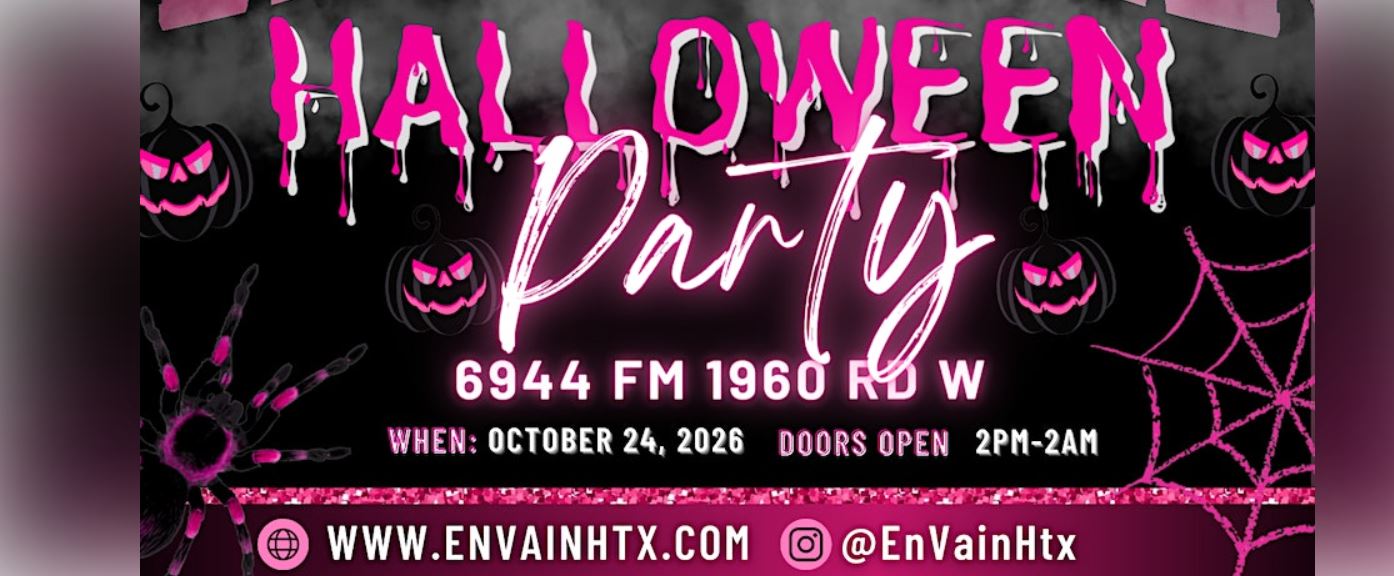 HALLOWEEN
Party
6944 FM 1960 RD W
WHEN: OCTOBER 24, 2026 DOORS OPEN 2PM-2AM
WWW.ENVAINHTX.COM @EnVainHtx